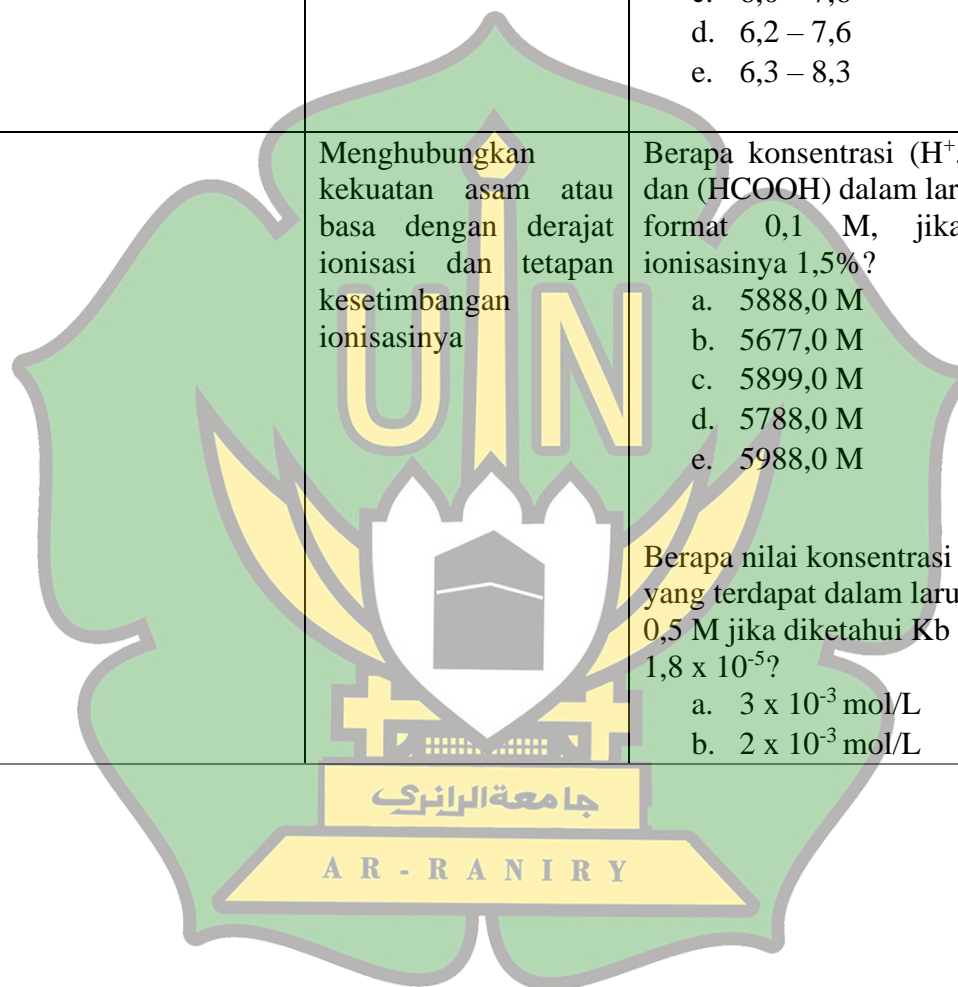 d. 6,2 – 7,6
e. 6,3 – 8,3
Menghubungkan
kekuatan asam atau
basa dengan derajat
ionisasi dan tetapan
kesetimbangan
ionisasinya
Berapa konsentrasi (H⁺,
dan (HCOOH) dalam lar
format 0,1 M, jika
ionisasinya 1,5%?
a. 5888,0 M
b. 5677,0 M
c. 5899,0 M
d. 5788,0 M
e. 5988,0 M
Berapa nilai konsentrasi
yang terdapat dalam laru
0,5 M jika diketahui Kb
1,8 x 10⁻⁵?
a. 3 x 10⁻³ mol/L
b. 2 x 10⁻³ mol/L
UIN
جامعة الرانري
AR-RANIRY